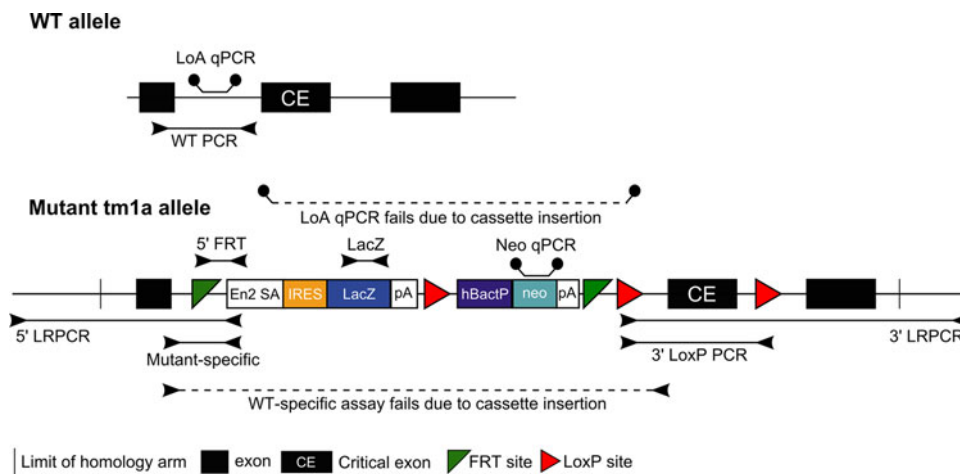 WT allele
LoA qPCR
CE
WT PCR
Mutant tm1a allele
LoA qPCR fails due to cassette insertion
5' FRT
LacZ
Neo qPCR
En2 SA IRES LacZ pA hBactP neo pA CE
5' LRPCR
3' LRPCR
Mutant-specific
3' LoxP PCR
WT-specific assay fails due to cassette insertion
Limit of homology arm exon CE Critical exon FRT site LoxP site